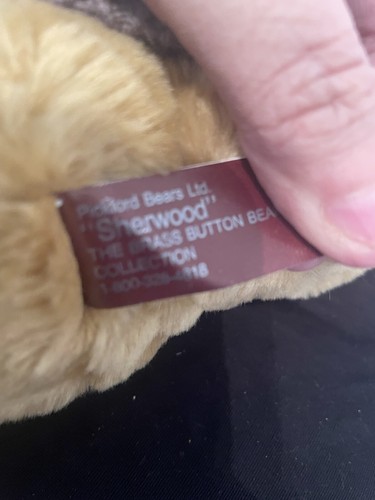 Pickford Bears Ltd.
"Sherwood"
THE BRASS BUTTON BEA
COLLECTION